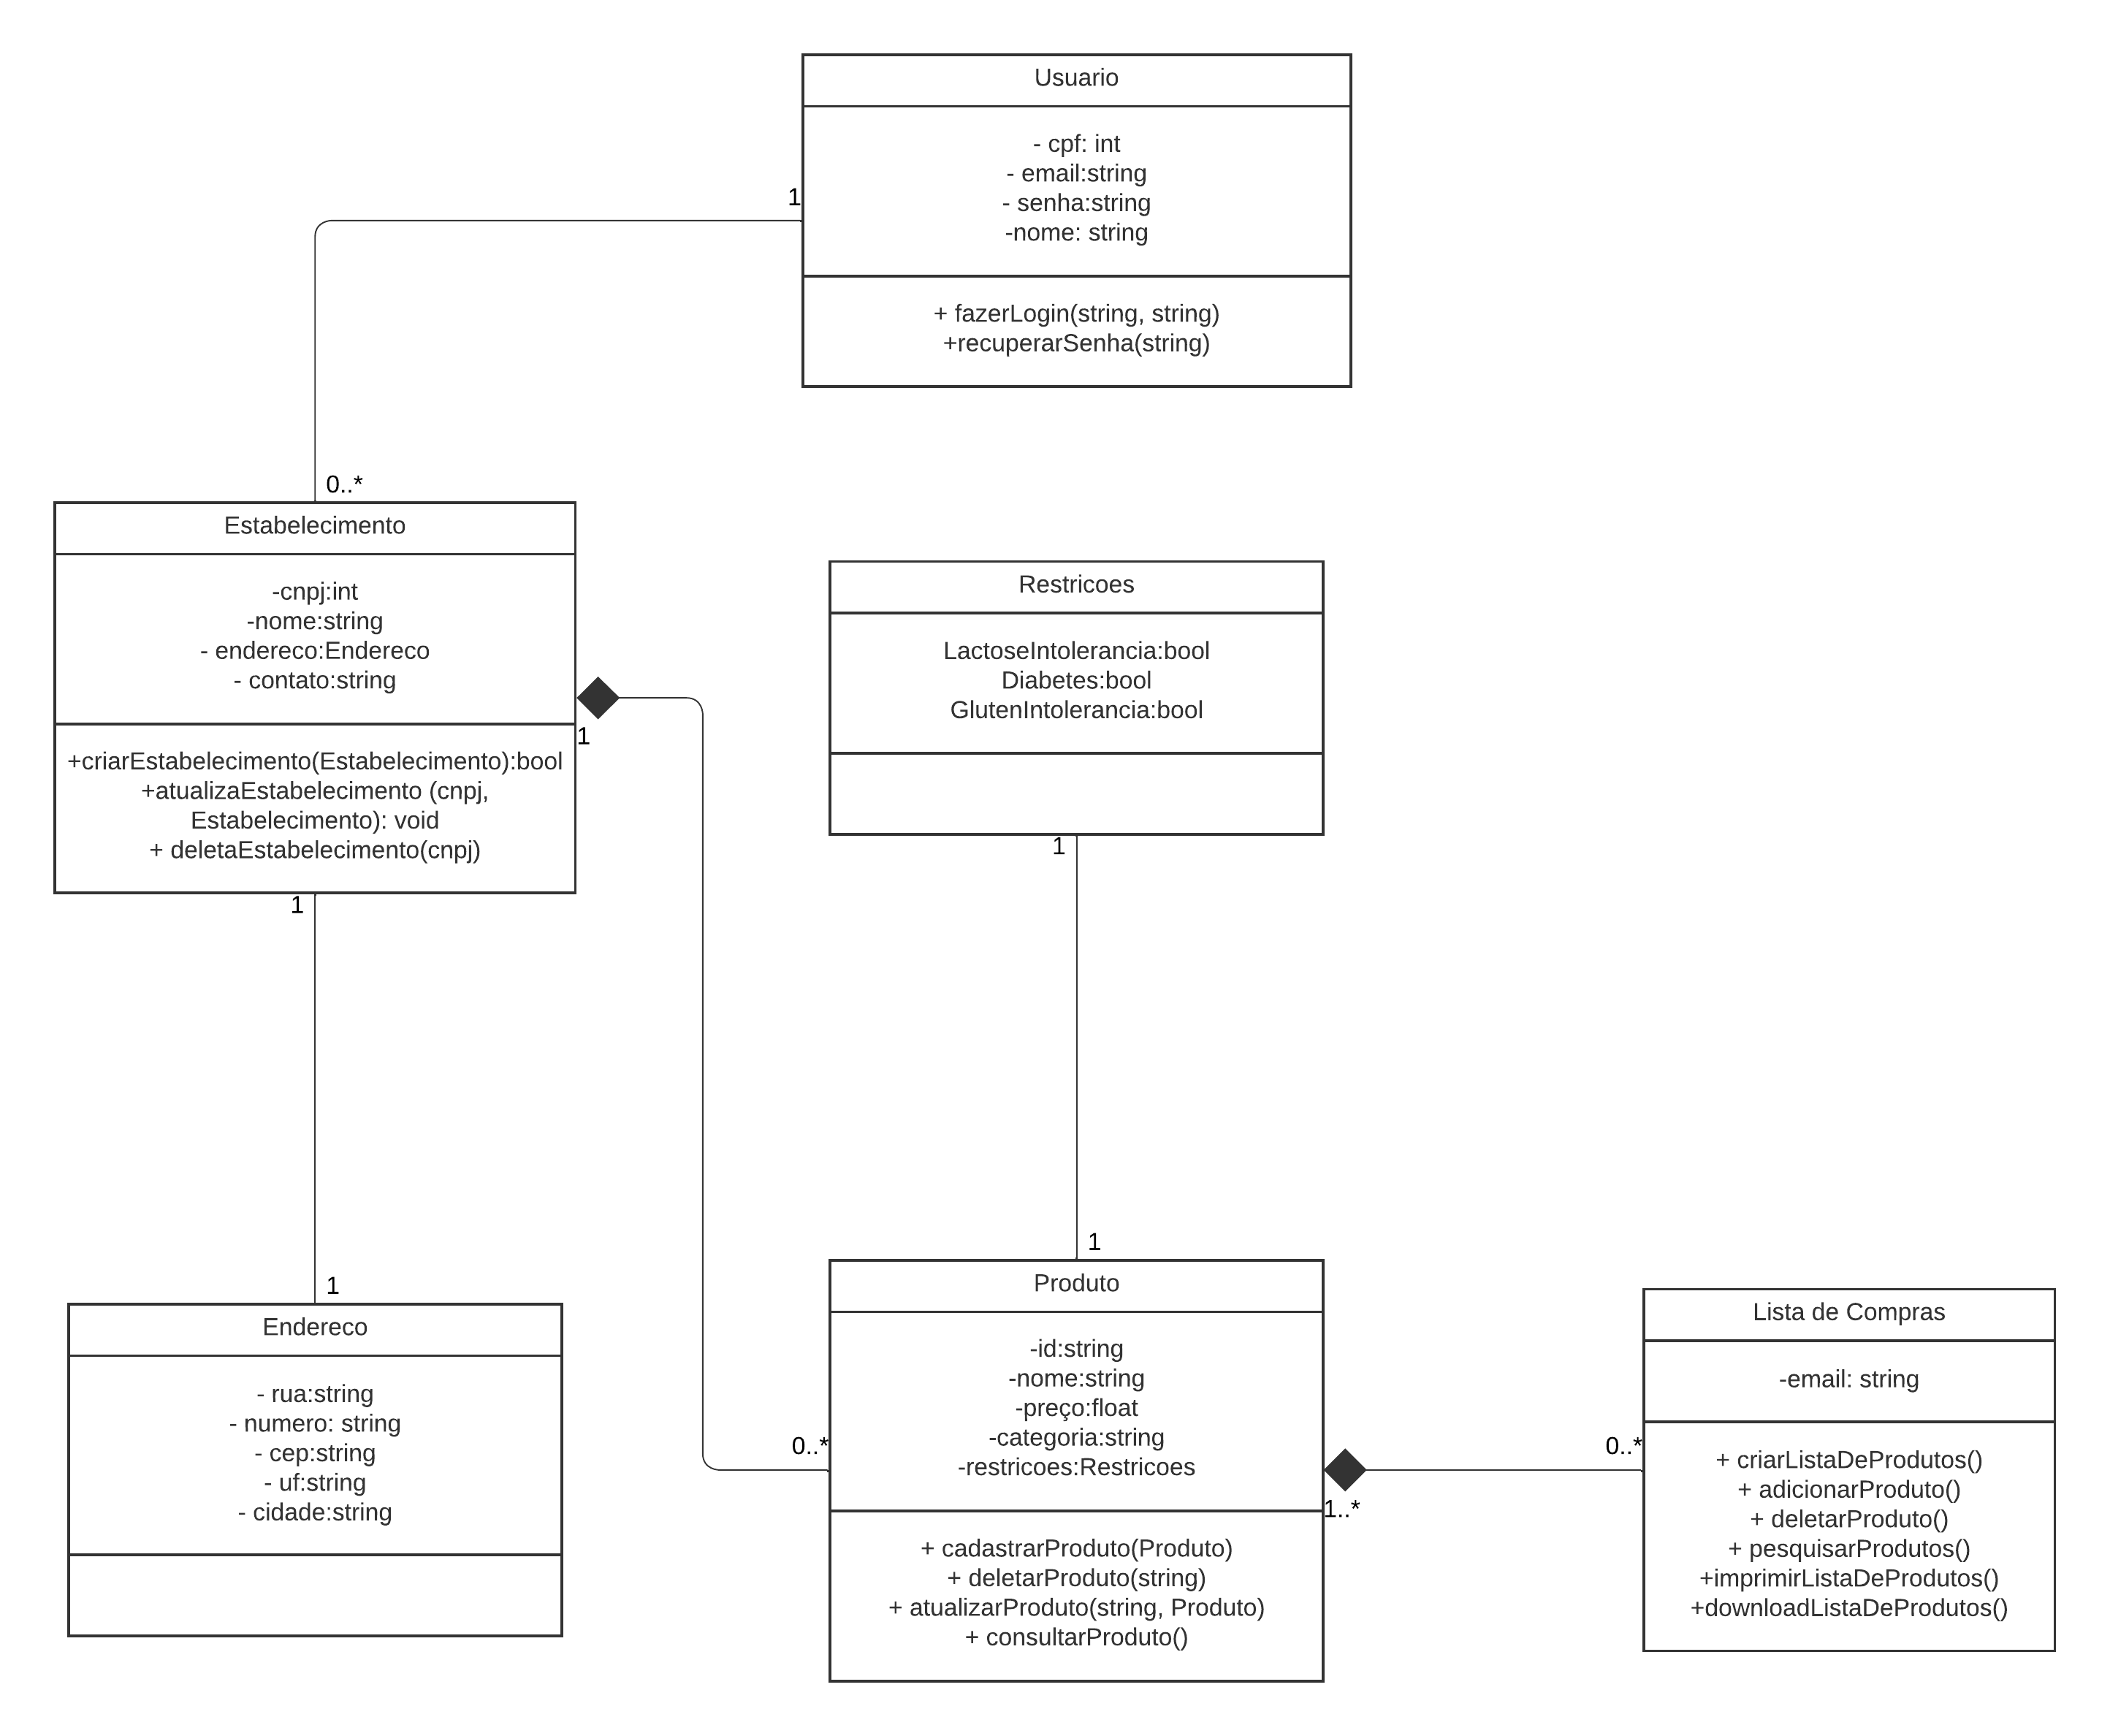 Usuario
- cpf: int
- email:string
- senha:string
-nome: string
+ fazerLogin(string, string)
+recuperarSenha(string)
1
0..*
Estabelecimento
-cnpj:int
-nome:string
- endereco:Endereco
- contato:string
+criarEstabelecimento(Estabelecimento):bool
+atualizaEstabelecimento (cnpj,
Estabelecimento): void
+ deletaEstabelecimento(cnpj)
1
1
Restricoes
LactoseIntolerancia:bool
Diabetes:bool
GlutenIntolerancia:bool
1
1
1
Endereco
- rua:string
- numero: string
- cep:string
- uf:string
- cidade:string
Produto
-id:string
-nome:string
-preço:float
-categoria:string
-restricoes:Restricoes
+ cadastrarProduto(Produto)
+ deletarProduto(string)
+ atualizarProduto(string, Produto)
+ consultarProduto()
0..*
1..*
0..*
Lista de Compras
-email: string
+ criarListaDeProdutos()
+ adicionarProduto()
+ deletarProduto()
+ pesquisarProdutos()
+imprimirListaDeProdutos()
+downloadListaDeProdutos()